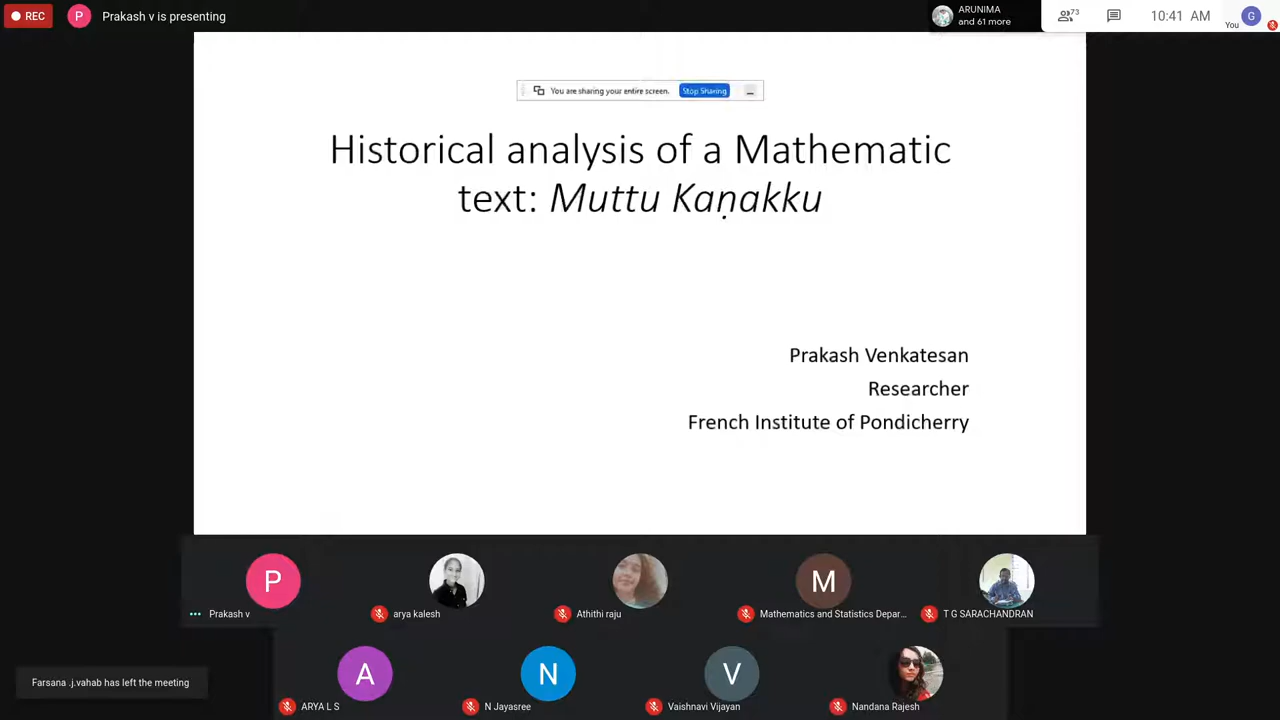 REC
P
Prakash v is presenting
ARUNIMA
and 61 more
73
10:41 AM
You
G
You are sharing your entire screen.
Stop Sharing
Historical analysis of a Mathematic
text: Muttu Kaṇakku
Prakash Venkatesan
Researcher
French Institute of Pondicherry
P
M
Prakash v
arya kalesh
Athithi raju
Mathematics and Statistics Depar...
T G SARACHANDRAN
A
N
V
Farsana .j.vahab has left the meeting
ARYA L S
N Jayasree
Vaishnavi Vijayan
Nandana Rajesh